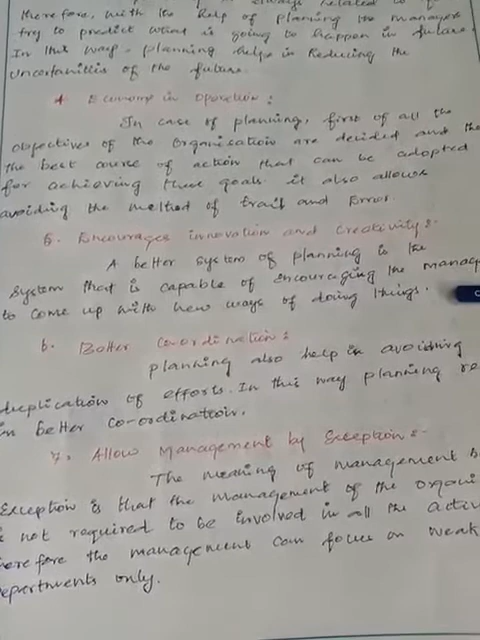 always related to
therefore, with the help of planning the managers
try to predict what is going to happen in future
In this way, planning helps in Reducing the
uncertanities of the future.
4 Economy in Operation:
In case of planning, first of all the
objectives of the Organisation are decided and the
the best course of action that can be adopted
for achieving these goals. it also allows
avoiding the method of trail and Error.
5. Encourages innovation and Creativity:-
A better system of planning is the
system that is capable of encouraging the manag
to come up with new ways of doing things.
6. Better Co-ordination:
planning also help in avoiding
duplication of efforts. In this way planning re
in better co-ordination.
7. Allow Management by Exception:-
The meaning of management b
Exception is that the management of the organi
is not required to be involved in all the activ
herefore the management can focus on weak
epartments only.